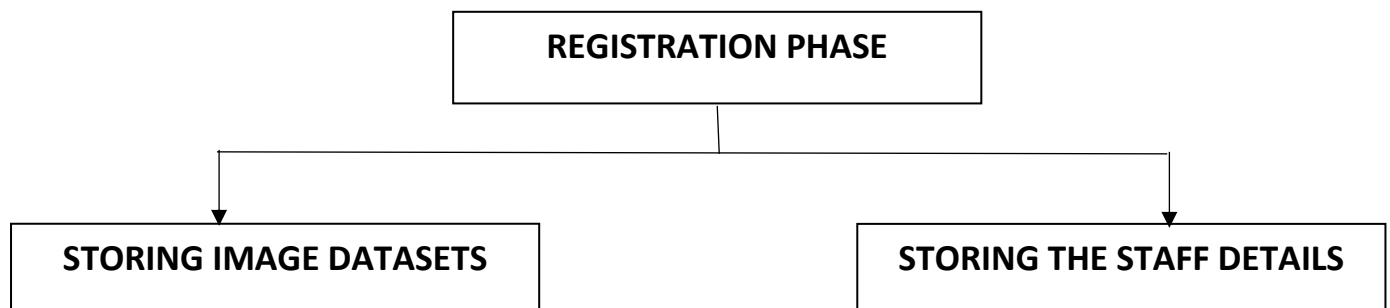 REGISTRATION PHASE
STORING IMAGE DATASETS
STORING THE STAFF DETAILS